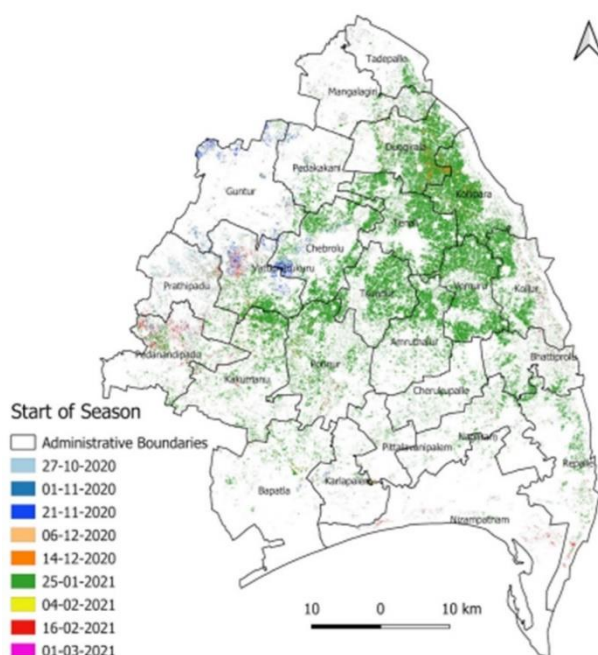 Tadepalle
Mangalagiri
Duggirala
Pedakakani
Kollipara
Guntur
Tenali
Chebrolu
Vatticherukuru
Prathipadu
Tsundur
Vemuru
Kollur
Pedanandipadu
Amruthalur
Bhattiprolu
Kakumanu
Ponnur
Cherukupalle
Start of Season
Administrative Boundaries
Nagaram
Pittalavanipalem
Repalle
27-10-2020
01-11-2020
Bapatla
Karlapalem
21-11-2020
Nizampatnam
06-12-2020
14-12-2020
25-01-2021
04-02-2021
10 0 10 km
16-02-2021
01-03-2021